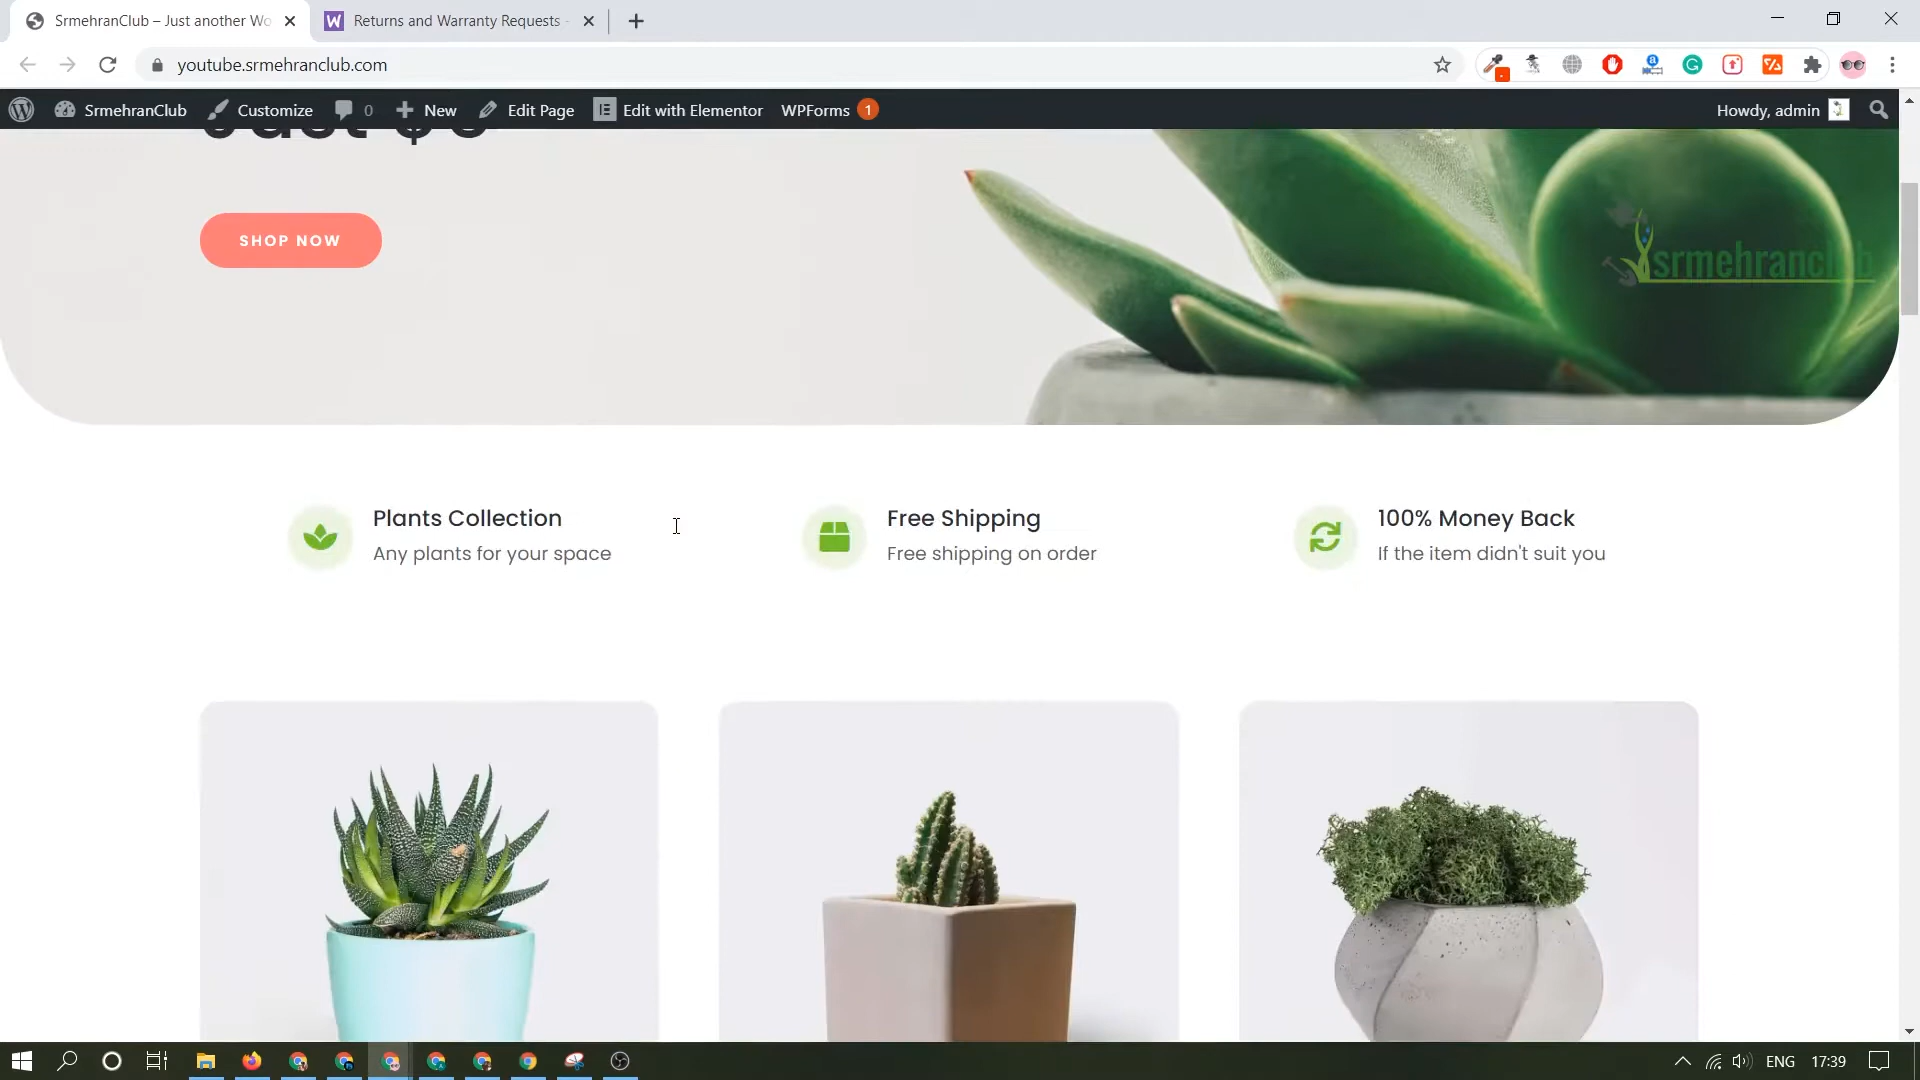 SrmehranClub – Just another Wo
Returns and Warranty Requests -
youtube.srmehranclub.com
SrmehranClub
Customize
0
New
Edit Page
Edit with Elementor
WPForms 1
Howdy, admin
SHOP NOW
srmehranclub
Plants Collection
Any plants for your space
Free Shipping
Free shipping on order
100% Money Back
If the item didn't suit you
ENG
17:39